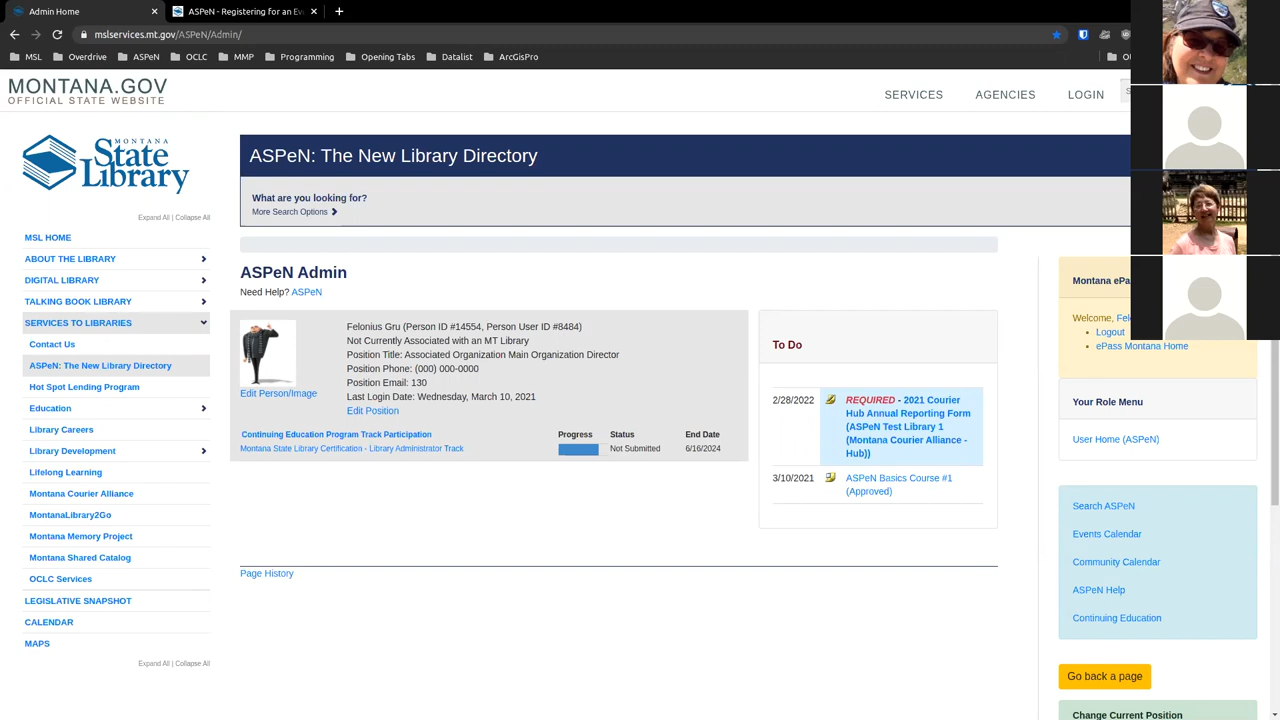 Admin Home
ASPeN - Registering for an Eve
mslservices.mt.gov/ASPeN/Admin/
MSL
Overdrive
ASPeN
OCLC
MMP
Programming
Opening Tabs
Datalist
ArcGisPro
MONTANA.GOV
OFFICIAL STATE WEBSITE
SERVICES
AGENCIES
LOGIN
MONTANA
State
Library
Expand All | Collapse All
MSL HOME
ABOUT THE LIBRARY
DIGITAL LIBRARY
TALKING BOOK LIBRARY
SERVICES TO LIBRARIES
Contact Us
ASPeN: The New Library Directory
Hot Spot Lending Program
Education
Library Careers
Library Development
Lifelong Learning
Montana Courier Alliance
MontanaLibrary2Go
Montana Memory Project
Montana Shared Catalog
OCLC Services
LEGISLATIVE SNAPSHOT
CALENDAR
MAPS
Expand All | Collapse All
ASPeN: The New Library Directory
What are you looking for?
More Search Options
ASPeN Admin
Need Help? ASPeN
Edit Person/Image
Felonius Gru (Person ID #14554, Person User ID #8484)
Not Currently Associated with an MT Library
Position Title: Associated Organization Main Organization Director
Position Phone: (000) 000-0000
Position Email: 130
Last Login Date: Wednesday, March 10, 2021
Edit Position
Continuing Education Program Track Participation Progress Status End Date
Montana State Library Certification - Library Administrator Track Not Submitted 6/16/2024
To Do
2/28/2022 REQUIRED - 2021 Courier
Hub Annual Reporting Form
(ASPeN Test Library 1
(Montana Courier Alliance -
Hub))
3/10/2021 ASPeN Basics Course #1
(Approved)
Page History
Montana ePa
Welcome, Fel
Logout
ePass Montana Home
Your Role Menu
User Home (ASPeN)
Search ASPeN
Events Calendar
Community Calendar
ASPeN Help
Continuing Education
Go back a page
Change Current Position